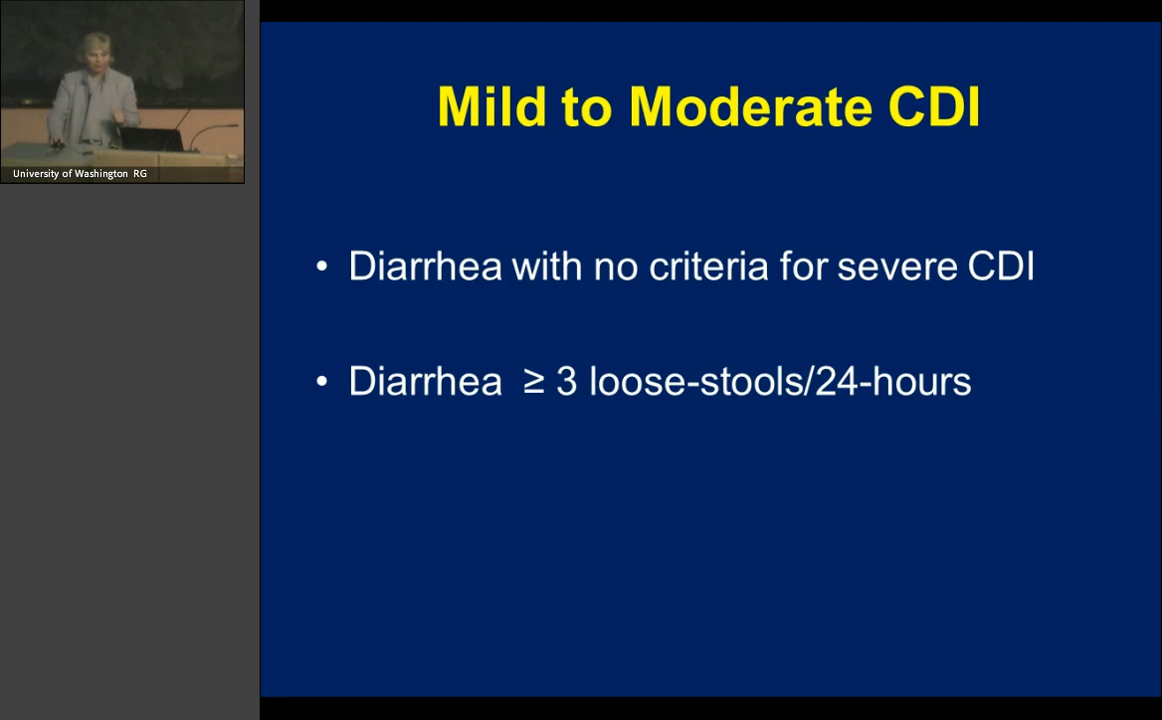 University of Washington RG
Mild to Moderate CDI
• Diarrhea with no criteria for severe CDI
• Diarrhea ≥ 3 loose-stools/24-hours